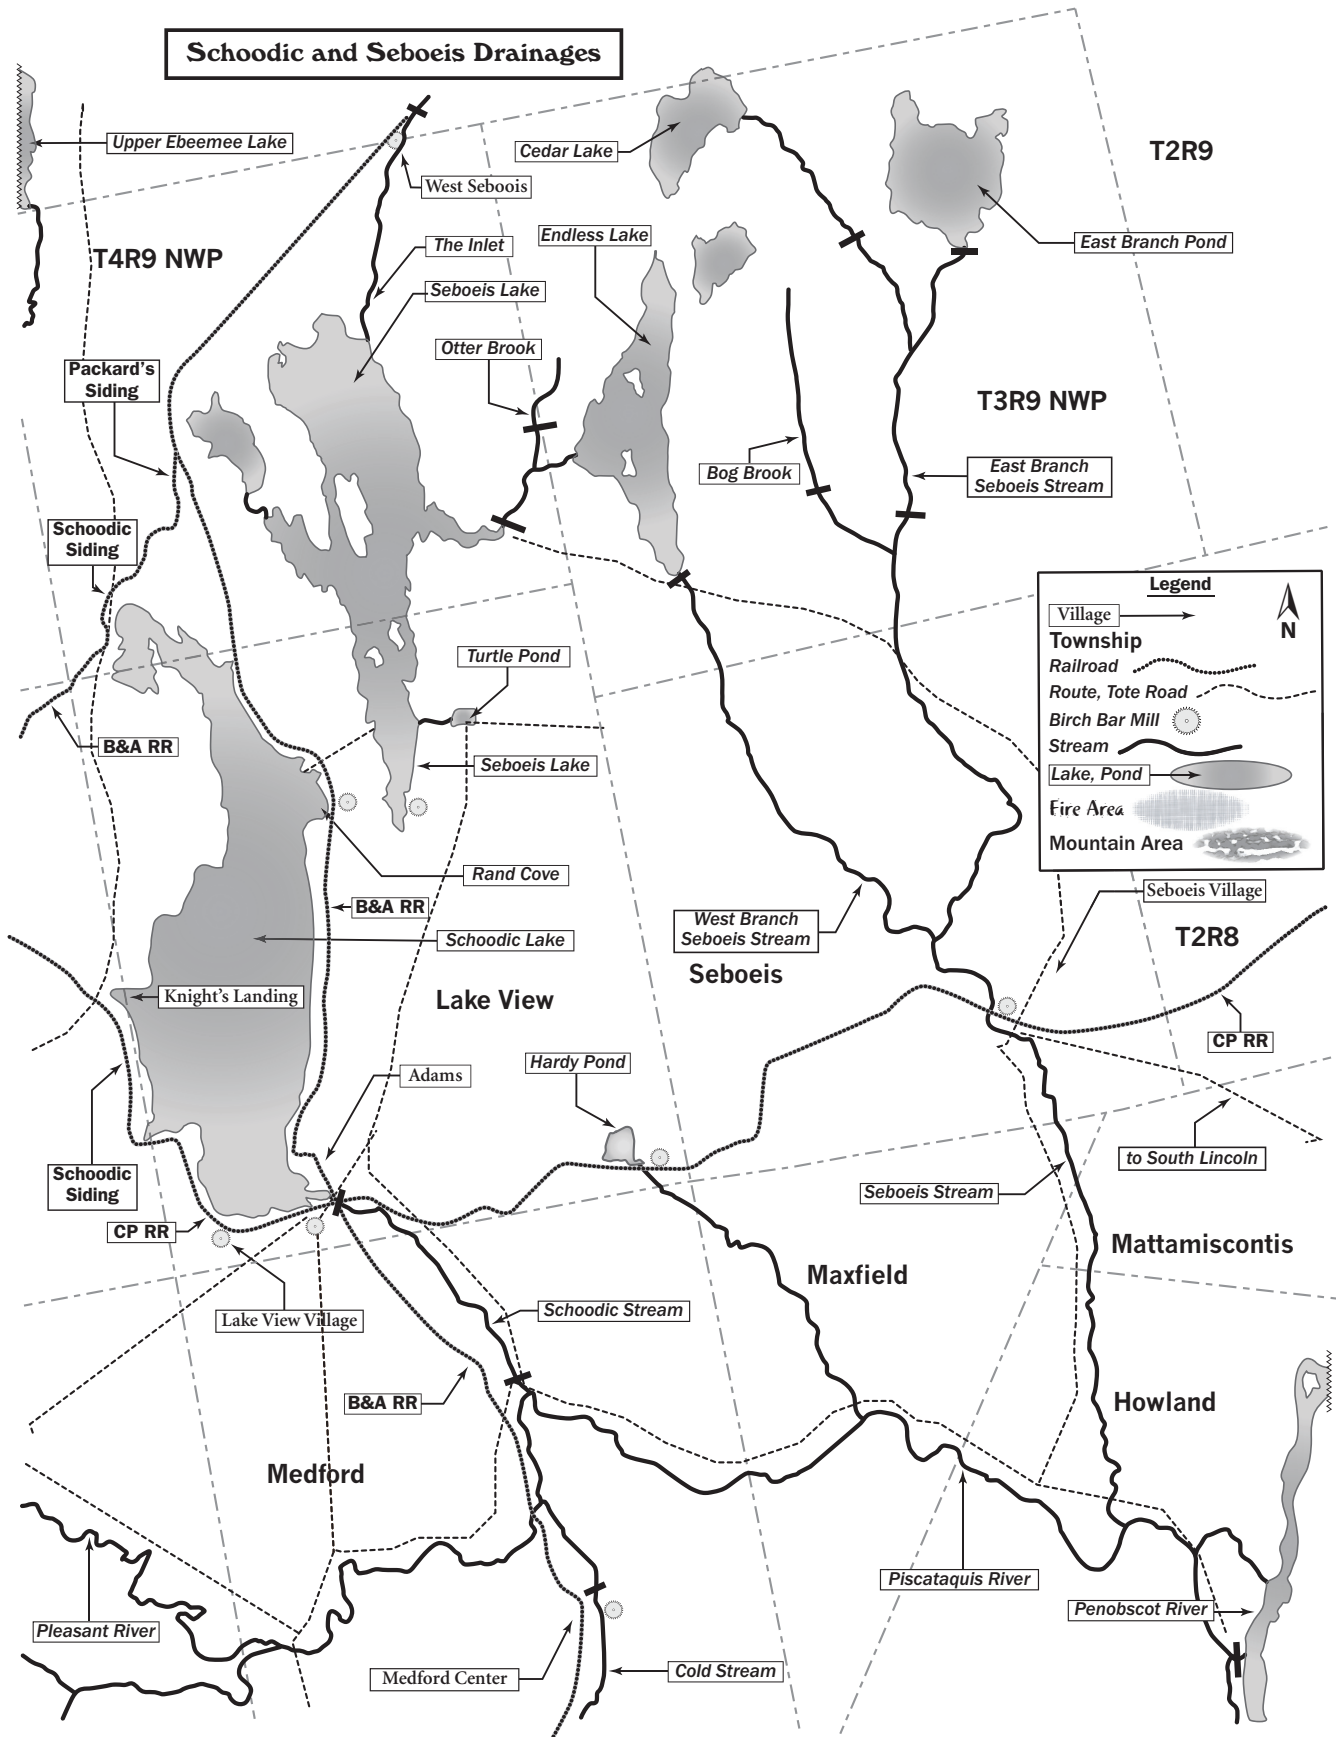 Schoodic and Seboeis Drainages
Upper Ebeemee Lake
Cedar Lake
T2R9
West Seboois
East Branch Pond
The Inlet
Endless Lake
T4R9 NWP
Seboeis Lake
Otter Brook
Packard's
Siding
T3R9 NWP
Bog Brook
East Branch
Seboeis Stream
Schoodic
Siding
Legend
Village
N
Township
Railroad
Route, Tote Road
Birch Bar Mill
Stream
Lake, Pond
Fire Area
Mountain Area
Turtle Pond
B&A RR
Seboeis Lake
Rand Cove
B&A RR
Seboeis Village
West Branch
Seboeis Stream
T2R8
Schoodic Lake
Seboeis
Knight's Landing
Lake View
CP RR
Hardy Pond
Adams
to South Lincoln
Schoodic
Siding
Seboeis Stream
CP RR
Mattamiscontis
Maxfield
Schoodic Stream
Lake View Village
B&A RR
Howland
Medford
Piscataquis River
Penobscot River
Pleasant River
Medford Center
Cold Stream